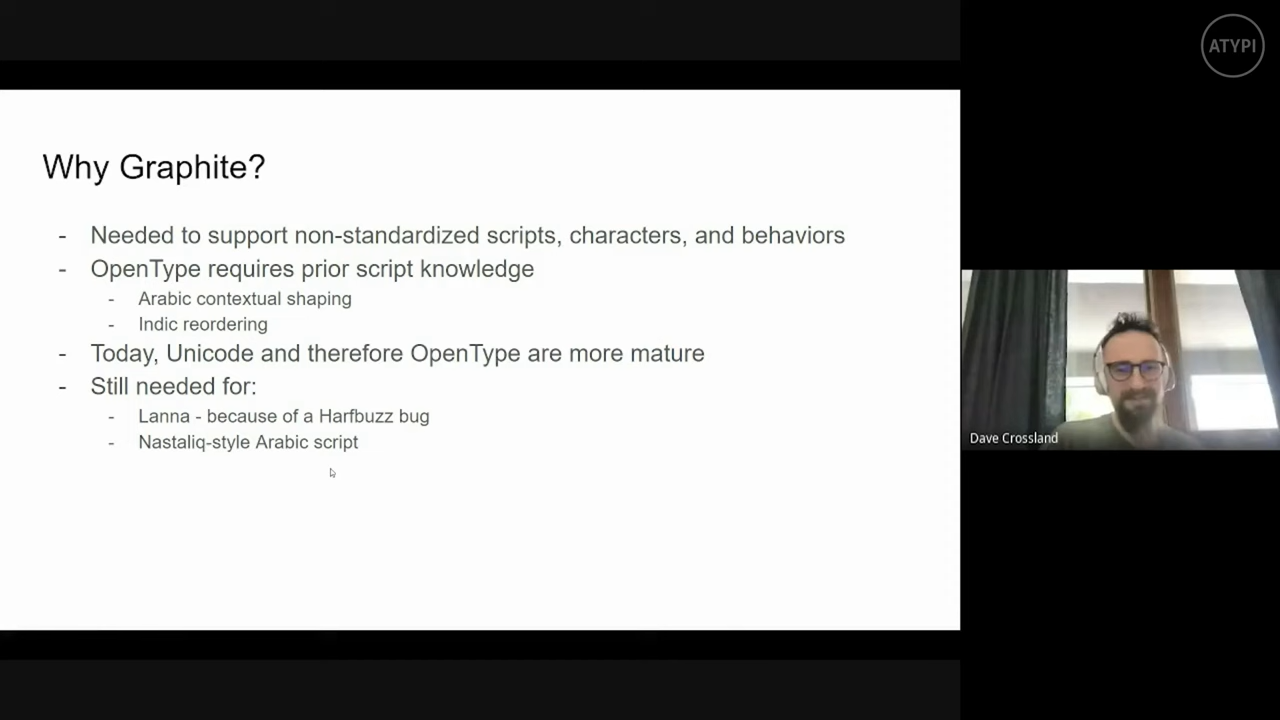 ATYPI
Why Graphite?
- Needed to support non-standardized scripts, characters, and behaviors
- OpenType requires prior script knowledge
- Arabic contextual shaping
- Indic reordering
- Today, Unicode and therefore OpenType are more mature
- Still needed for:
- Lanna - because of a Harfbuzz bug
- Nastaliq-style Arabic script
Dave Crossland